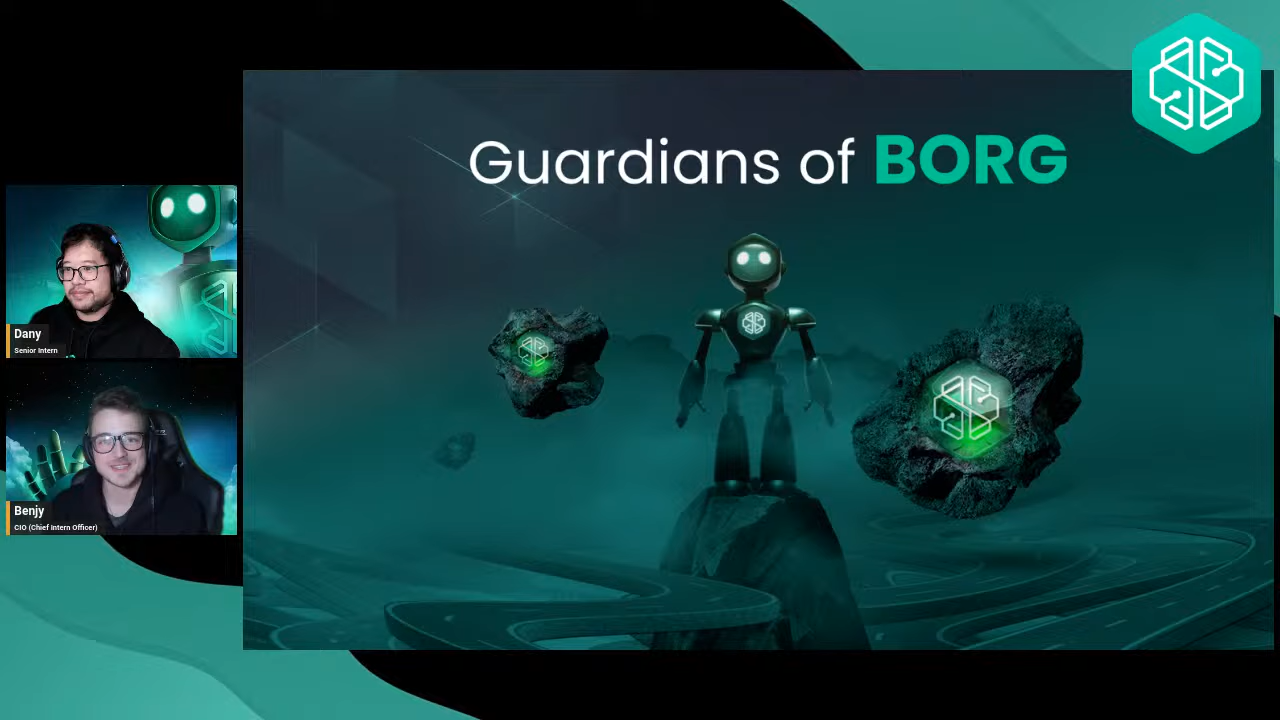 Guardians of BORG
Dany
Senior Intern
Benjy
CIO (Chief Intern Officer)